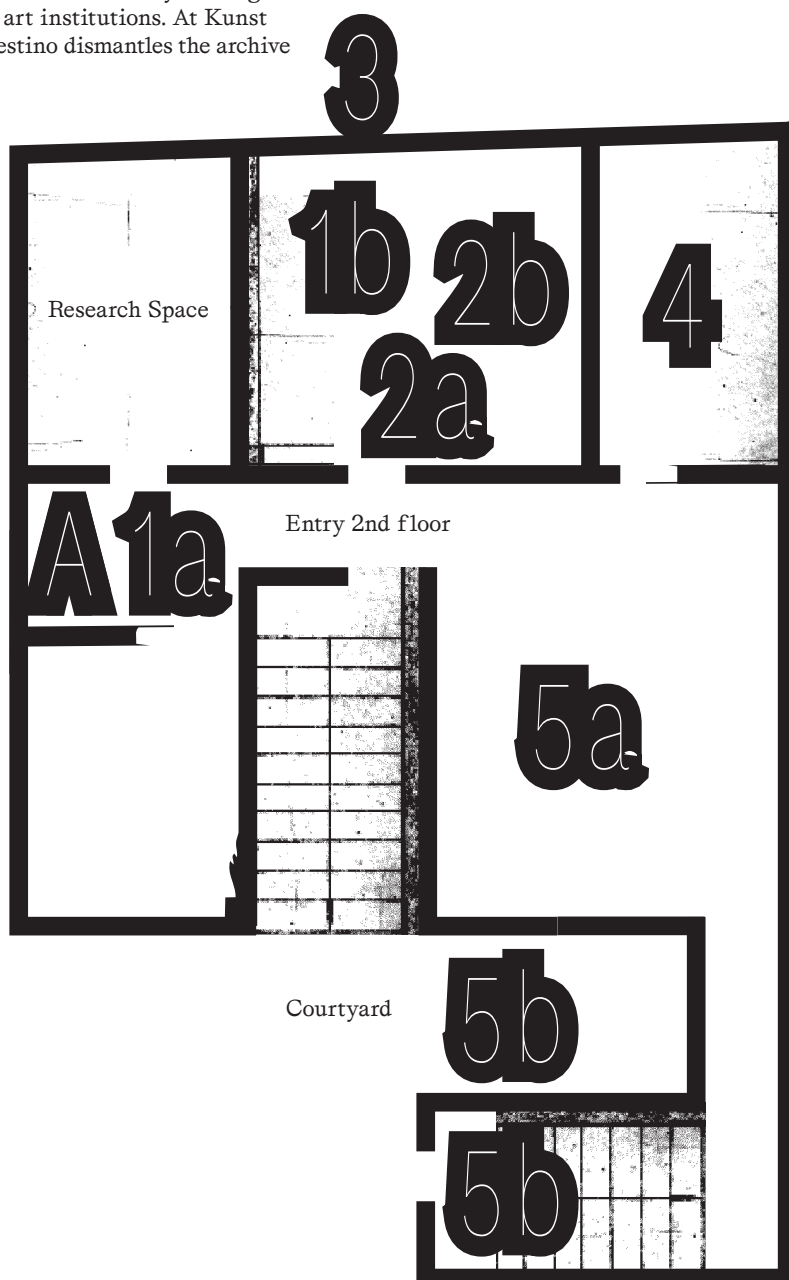 art institutions. At Kunst
estino dismantles the archive
3
1b
2b
4
Research Space
2a
A 1a
Entry 2nd floor
5a
Courtyard
5b
5b